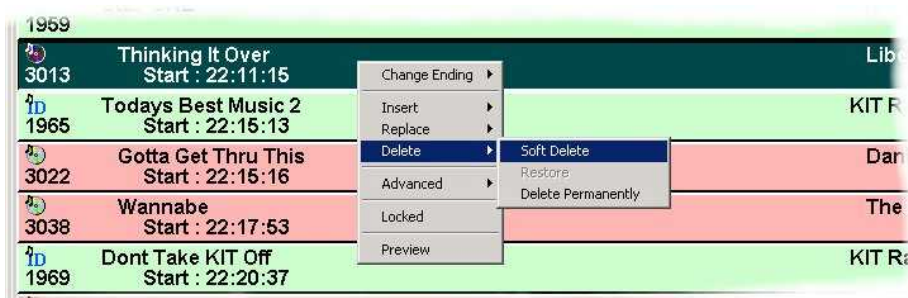 1959
Thinking It Over
3013 Start : 22:11:15
Todays Best Music 2 KIT R
1965 Start : 22:15:13
Gotta Get Thru This Dan
3022 Start : 22:15:16
Wannabe The
3038 Start : 22:17:53
Dont Take KIT Off KIT Ra
1969 Start : 22:20:37
Change Ending
Insert
Replace
Delete
Advanced
Locked
Preview
Soft Delete
Restore
Delete Permanently